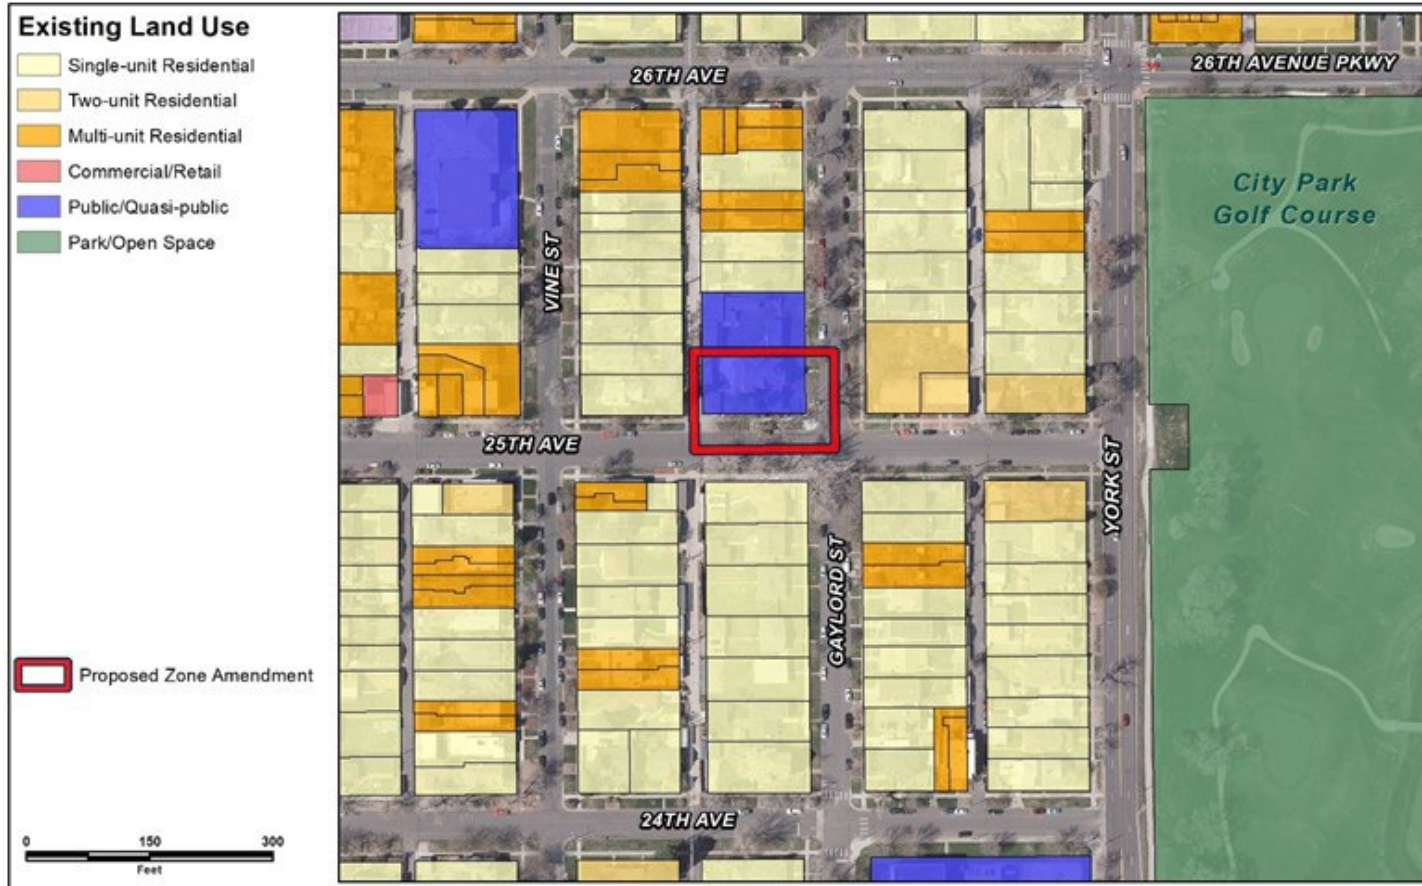 Existing Land Use
Single-unit Residential
Two-unit Residential
Multi-unit Residential
Commercial/Retail
Public/Quasi-public
Park/Open Space
Proposed Zone Amendment
0 150 300
Feet
26TH AVE
26TH AVENUE PKWY
City Park
Golf Course
VINE ST
25TH AVE
YORK ST
GAYLORD ST
24TH AVE